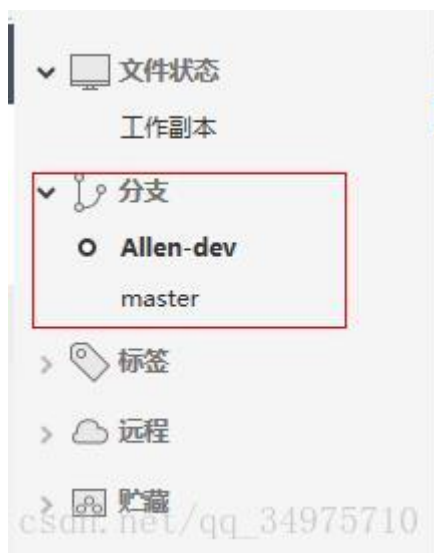 文件状态
工作副本
分支
Allen-dev
master
标签
远程
贮藏
csdn.net/qq_34975710